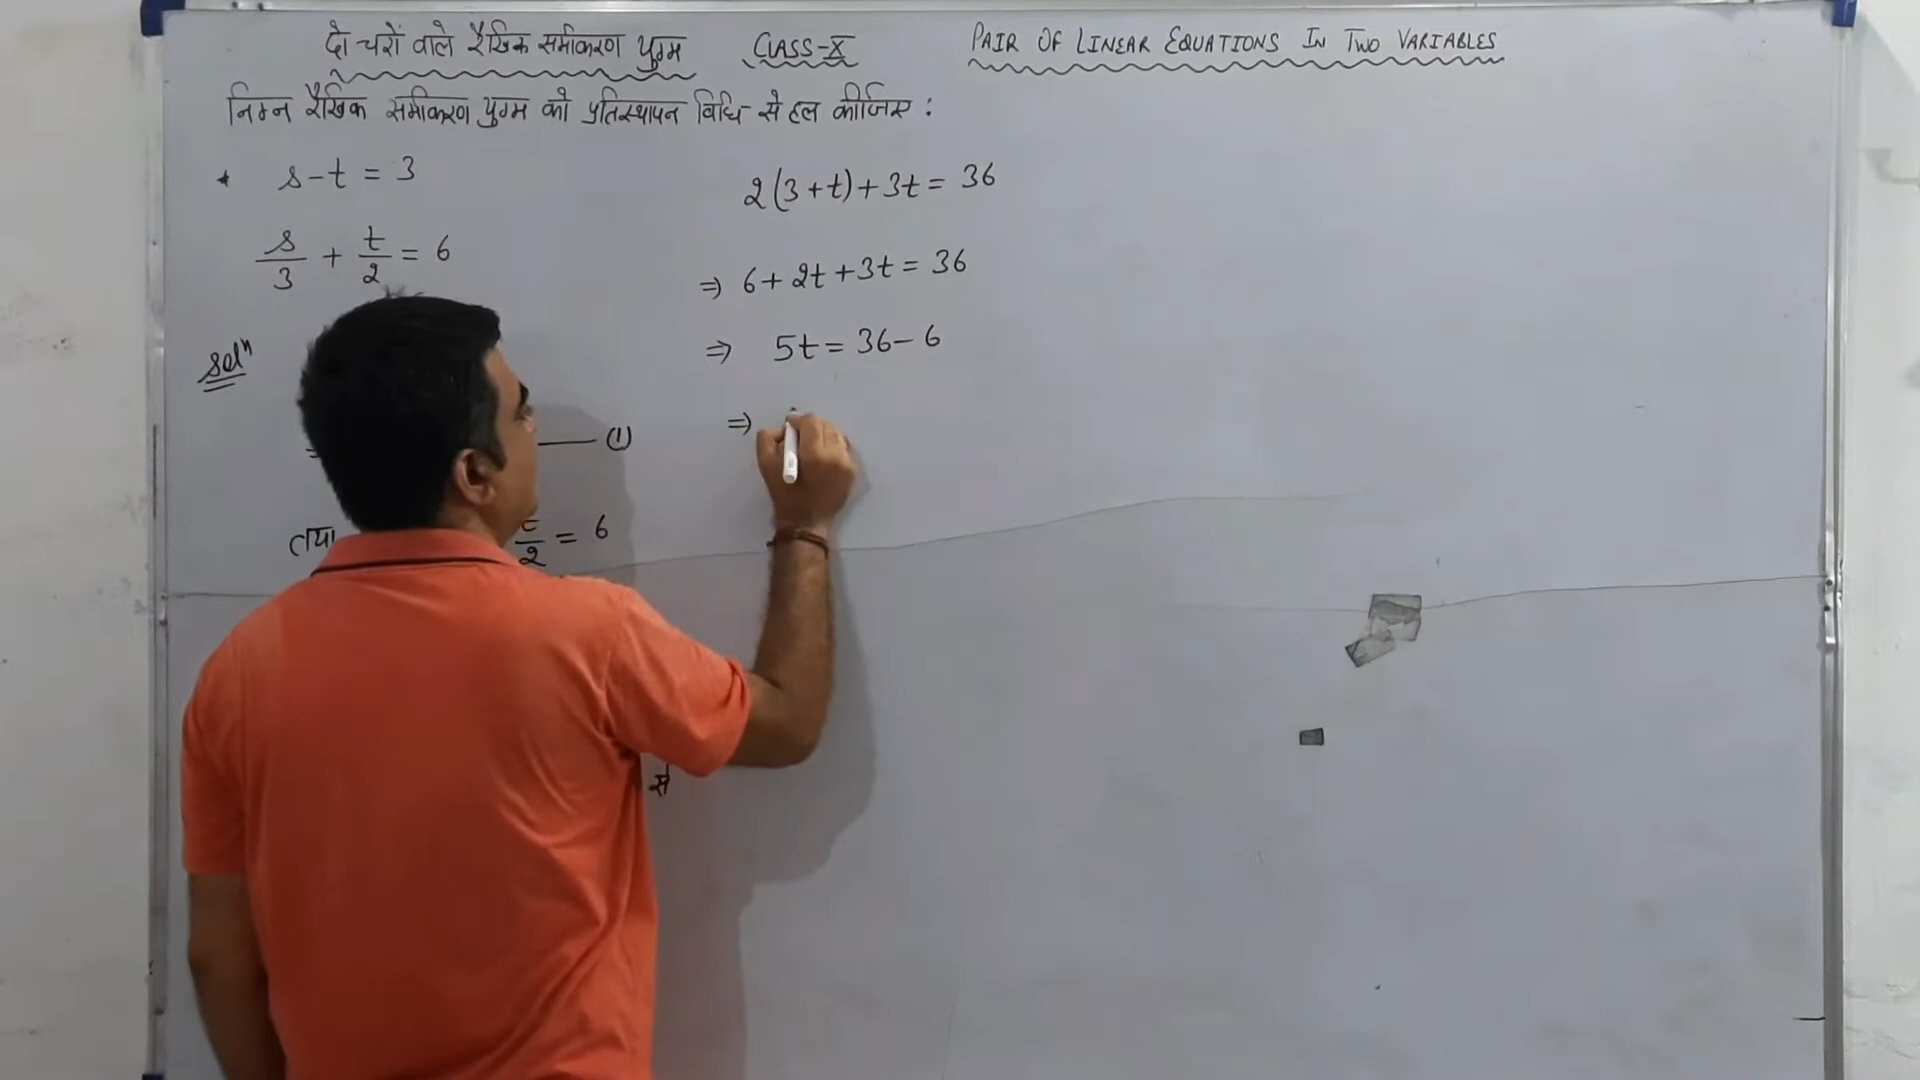 दो चरों वाले रैखिक समीकरण युग्म CLASS-X PAIR OF LINEAR EQUATIONS IN TWO VARIABLES
निम्न रैखिक समीकरण युग्म को प्रतिस्थापन विधि से हल कीजिए :
* s-t = 3
s/3 + t/2 = 6
Solⁿ
(1)
तथा t/2 = 6
से
2(3+t)+3t = 36
⇒ 6+2t+3t = 36
⇒ 5t = 36-6
⇒